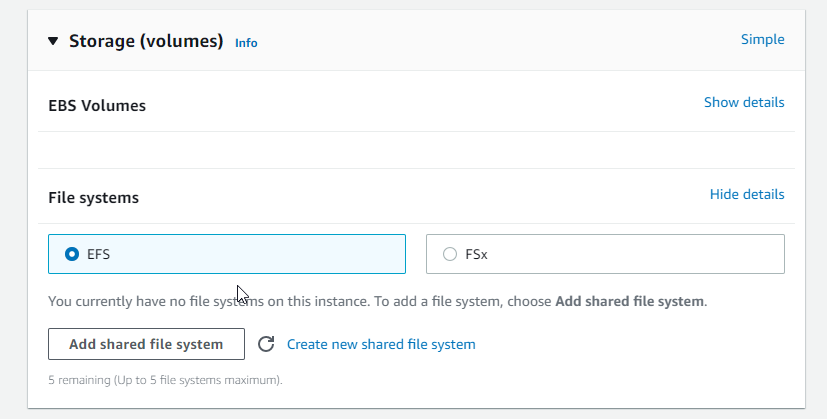 Storage (volumes) Info Simple
EBS Volumes Show details
File systems Hide details
EFS FSx
You currently have no file systems on this instance. To add a file system, choose Add shared file system.
Add shared file system Create new shared file system
5 remaining (Up to 5 file systems maximum).